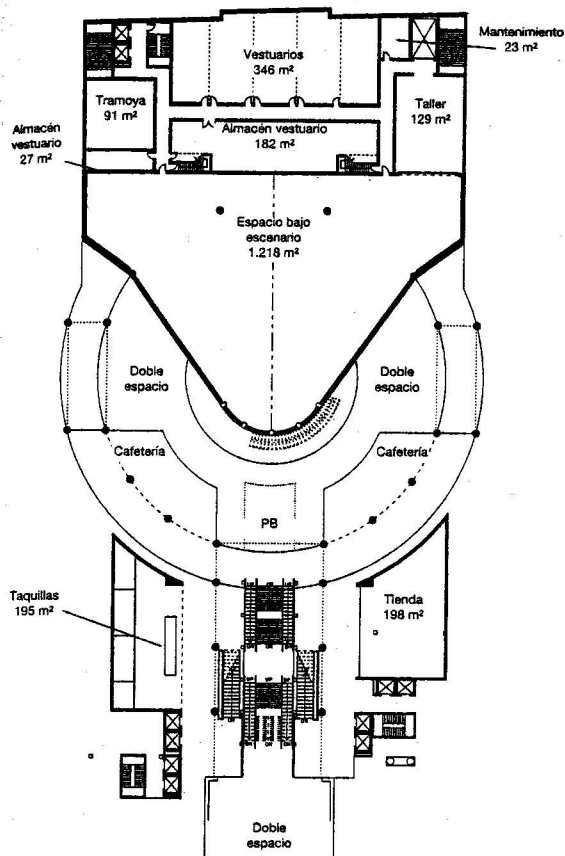 Vestuarios
346 m²
Mantenimiento
23 m²
Tramoya
91 m²
Taller
129 m²
Almacén
vestuario
27 m²
Almacén vestuario
182 m²
Espacio bajo
escenario
1.218 m²
Doble
espacio
Doble
espacio
Cafetería
Cafetería
PB
Taquillas
195 m²
Tienda
198 m²
Doble
espacio